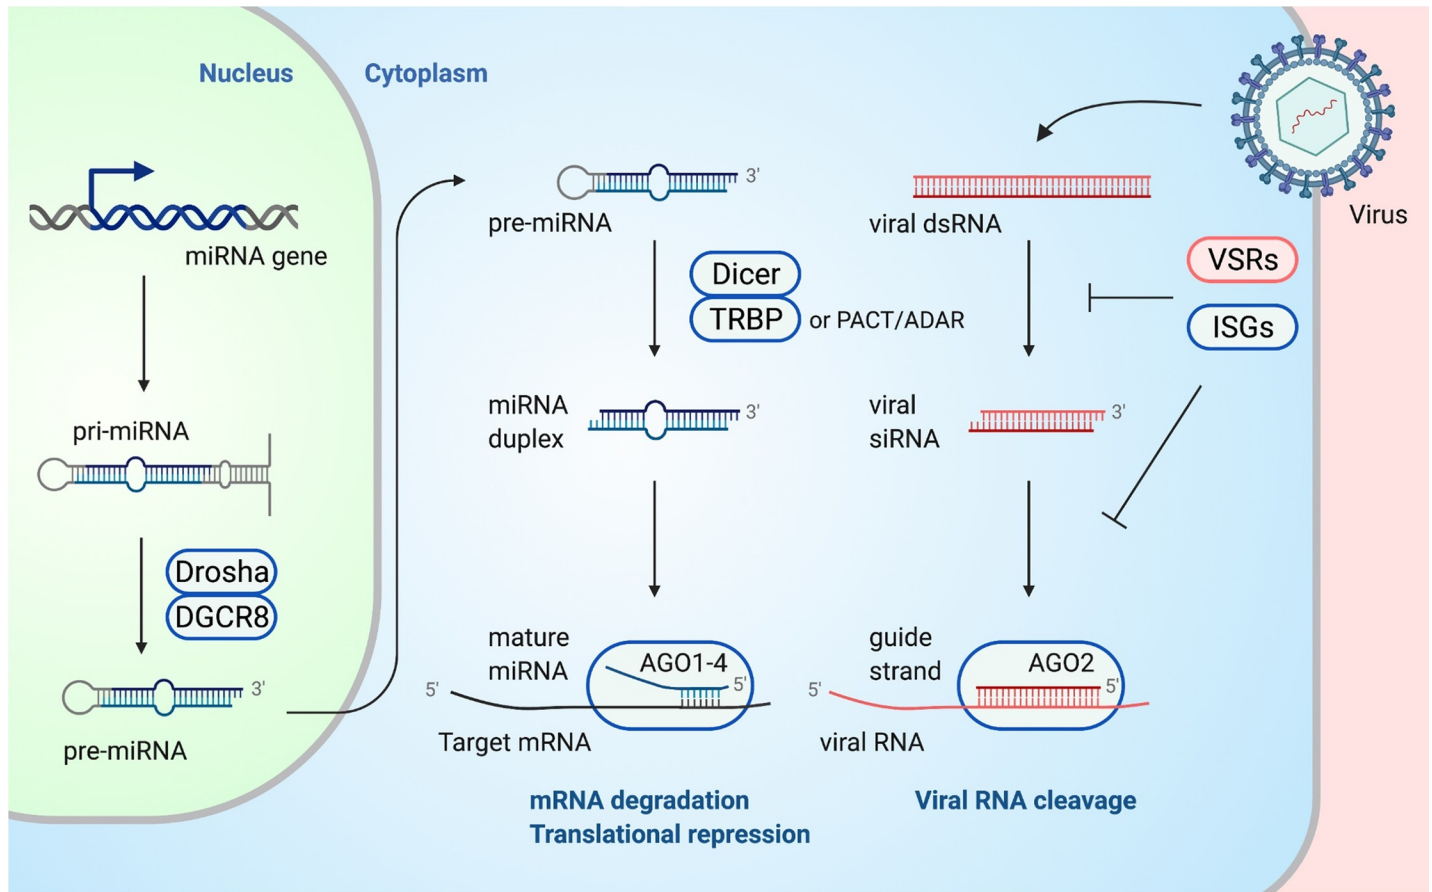 Nucleus
Cytoplasm
miRNA gene
pri-miRNA
Drosha
DGCR8
3'
pre-miRNA
3'
pre-miRNA
Dicer
TRBP
or PACT/ADAR
miRNA
duplex
3'
mature
miRNA
AGO1-4
5'
5'
Target mRNA
mRNA degradation
Translational repression
Virus
viral dsRNA
VSRs
ISGs
viral
siRNA
3'
guide
strand
AGO2
5'
5'
viral RNA
Viral RNA cleavage